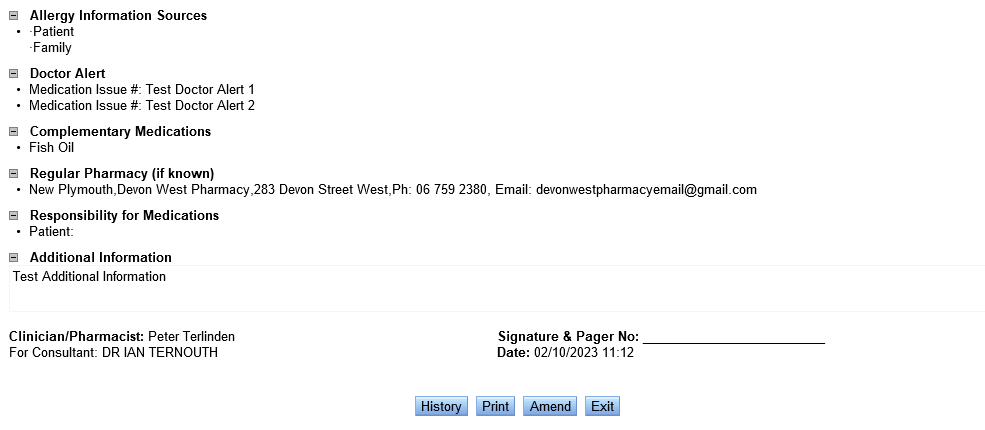 Allergy Information Sources
• ·Patient
·Family
Doctor Alert
• Medication Issue #: Test Doctor Alert 1
• Medication Issue #: Test Doctor Alert 2
Complementary Medications
• Fish Oil
Regular Pharmacy (if known)
• New Plymouth,Devon West Pharmacy,283 Devon Street West,Ph: 06 759 2380, Email: devonwestpharmacyemail@gmail.com
Responsibility for Medications
• Patient:
Additional Information
Test Additional Information
Clinician/Pharmacist: Peter Terlinden
Signature & Pager No: __________________________
For Consultant: DR IAN TERNOUTH
Date: 02/10/2023 11:12
History Print Amend Exit